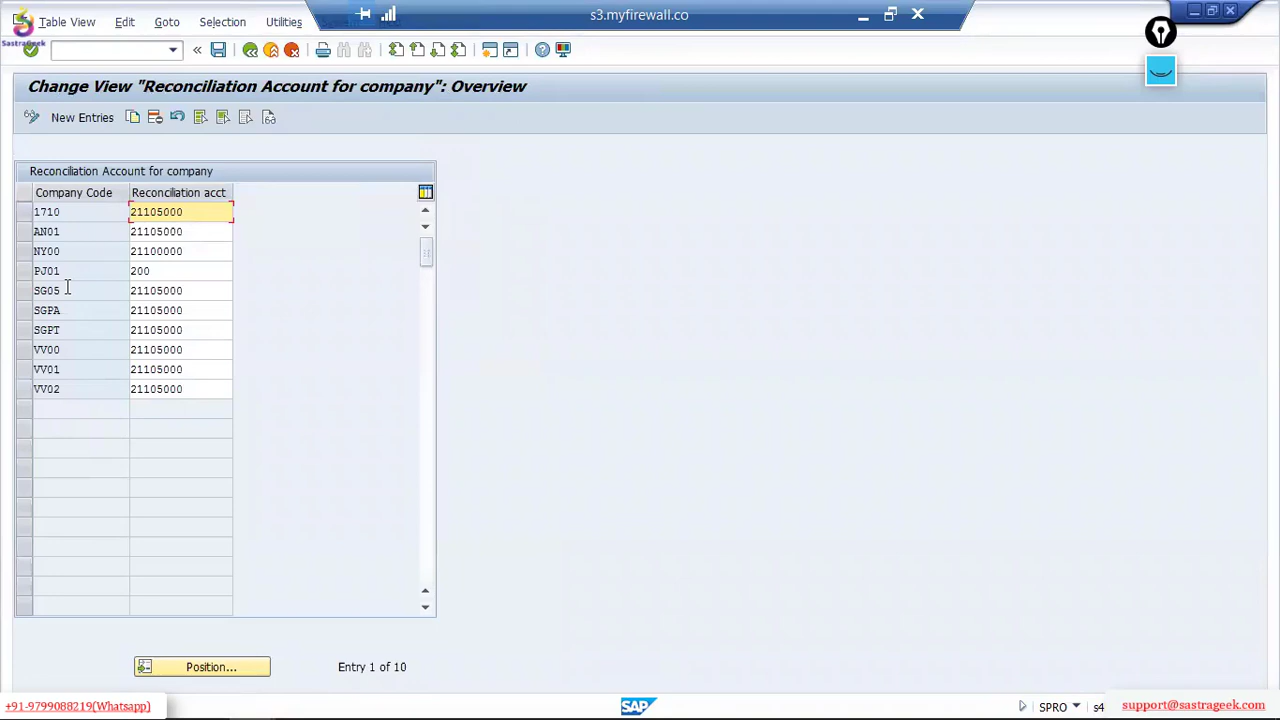 s3.myfirewall.co
SastraGeek
Table View Edit Goto Selection Utilities
Change View "Reconciliation Account for company": Overview
New Entries
Reconciliation Account for company
Company Code Reconciliation acct
1710 21105000
AN01 21105000
NY00 21100000
PJ01 200
SG05 21105000
SGPA 21105000
SGPT 21105000
VV00 21105000
VV01 21105000
VV02 21105000
Position... Entry 1 of 10
+91-9799088219(Whatsapp) SAP SPRO s4 support@sastrageek.com